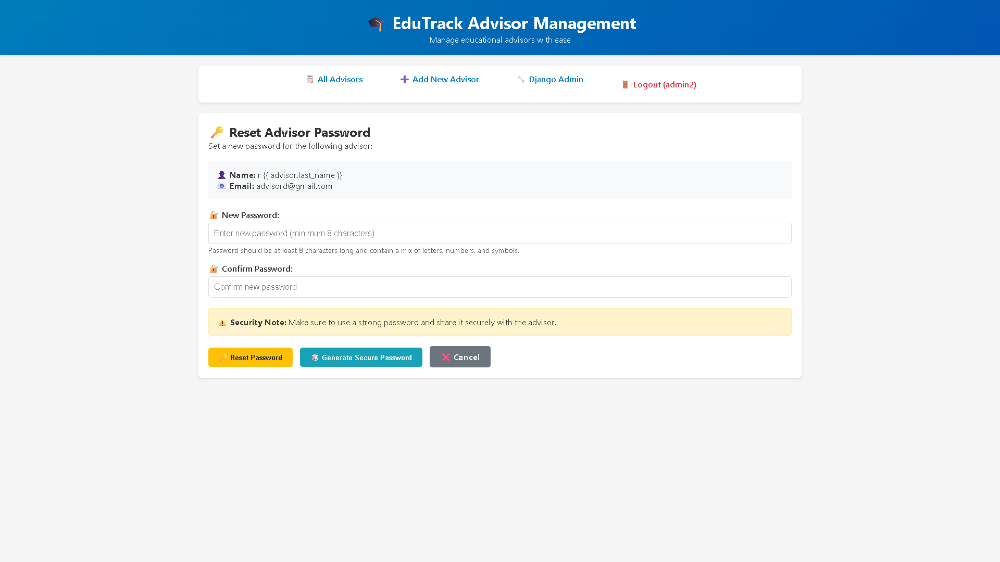 EduTrack Advisor Management
Manage educational advisors with ease
All Advisors
Add New Advisor
Django Admin
Logout (admin2)
Reset Advisor Password
Set a new password for the following advisor:
Name: r {{ advisor.last_name }}
Email: advisord@gmail.com
New Password:
Enter new password (minimum 8 characters)
Password should be at least 8 characters long and contain a mix of letters, numbers, and symbols.
Confirm Password:
Confirm new password
Security Note: Make sure to use a strong password and share it securely with the advisor.
Reset Password
Generate Secure Password
Cancel